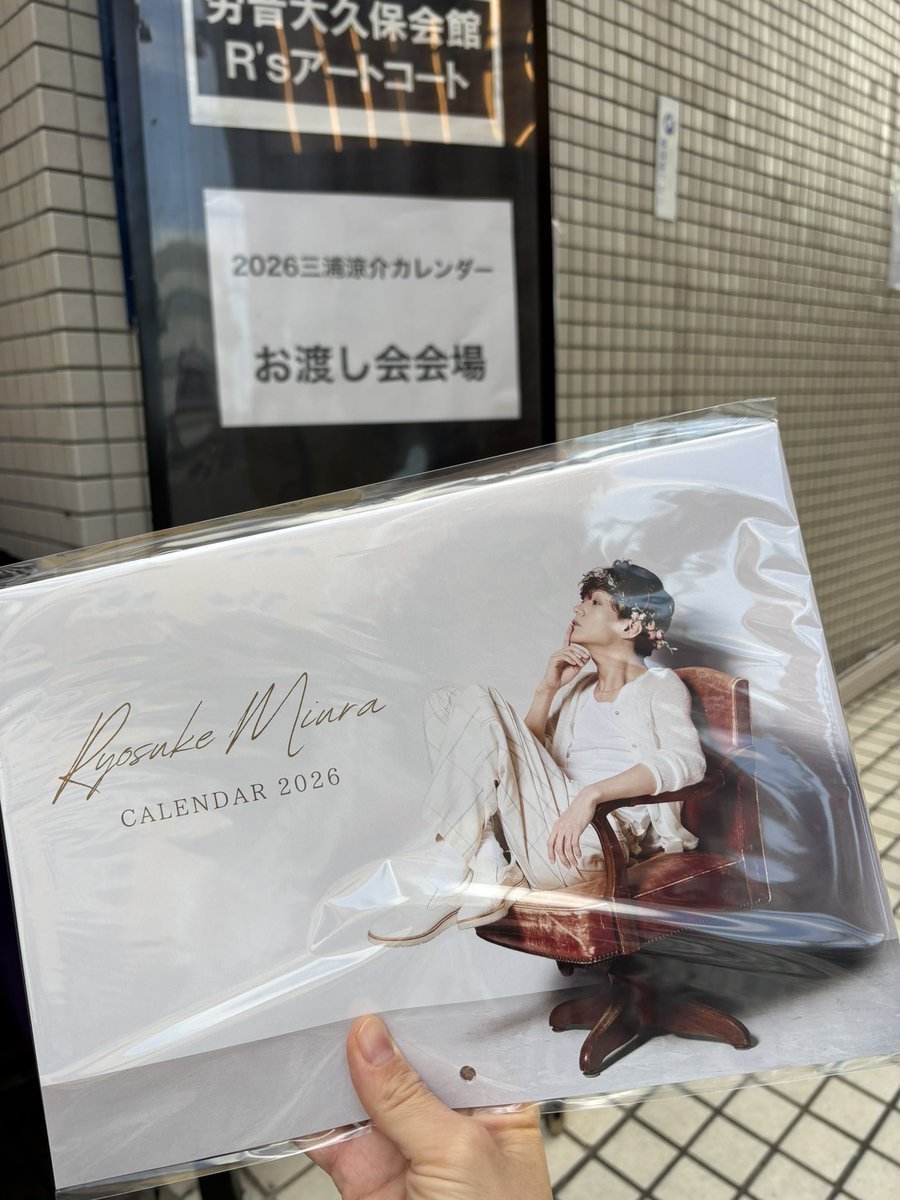 労音大久保会館
R'sアートコート
2026三浦涼介カレンダー
お渡し会会場
Ryosuke Miura
CALENDAR 2026